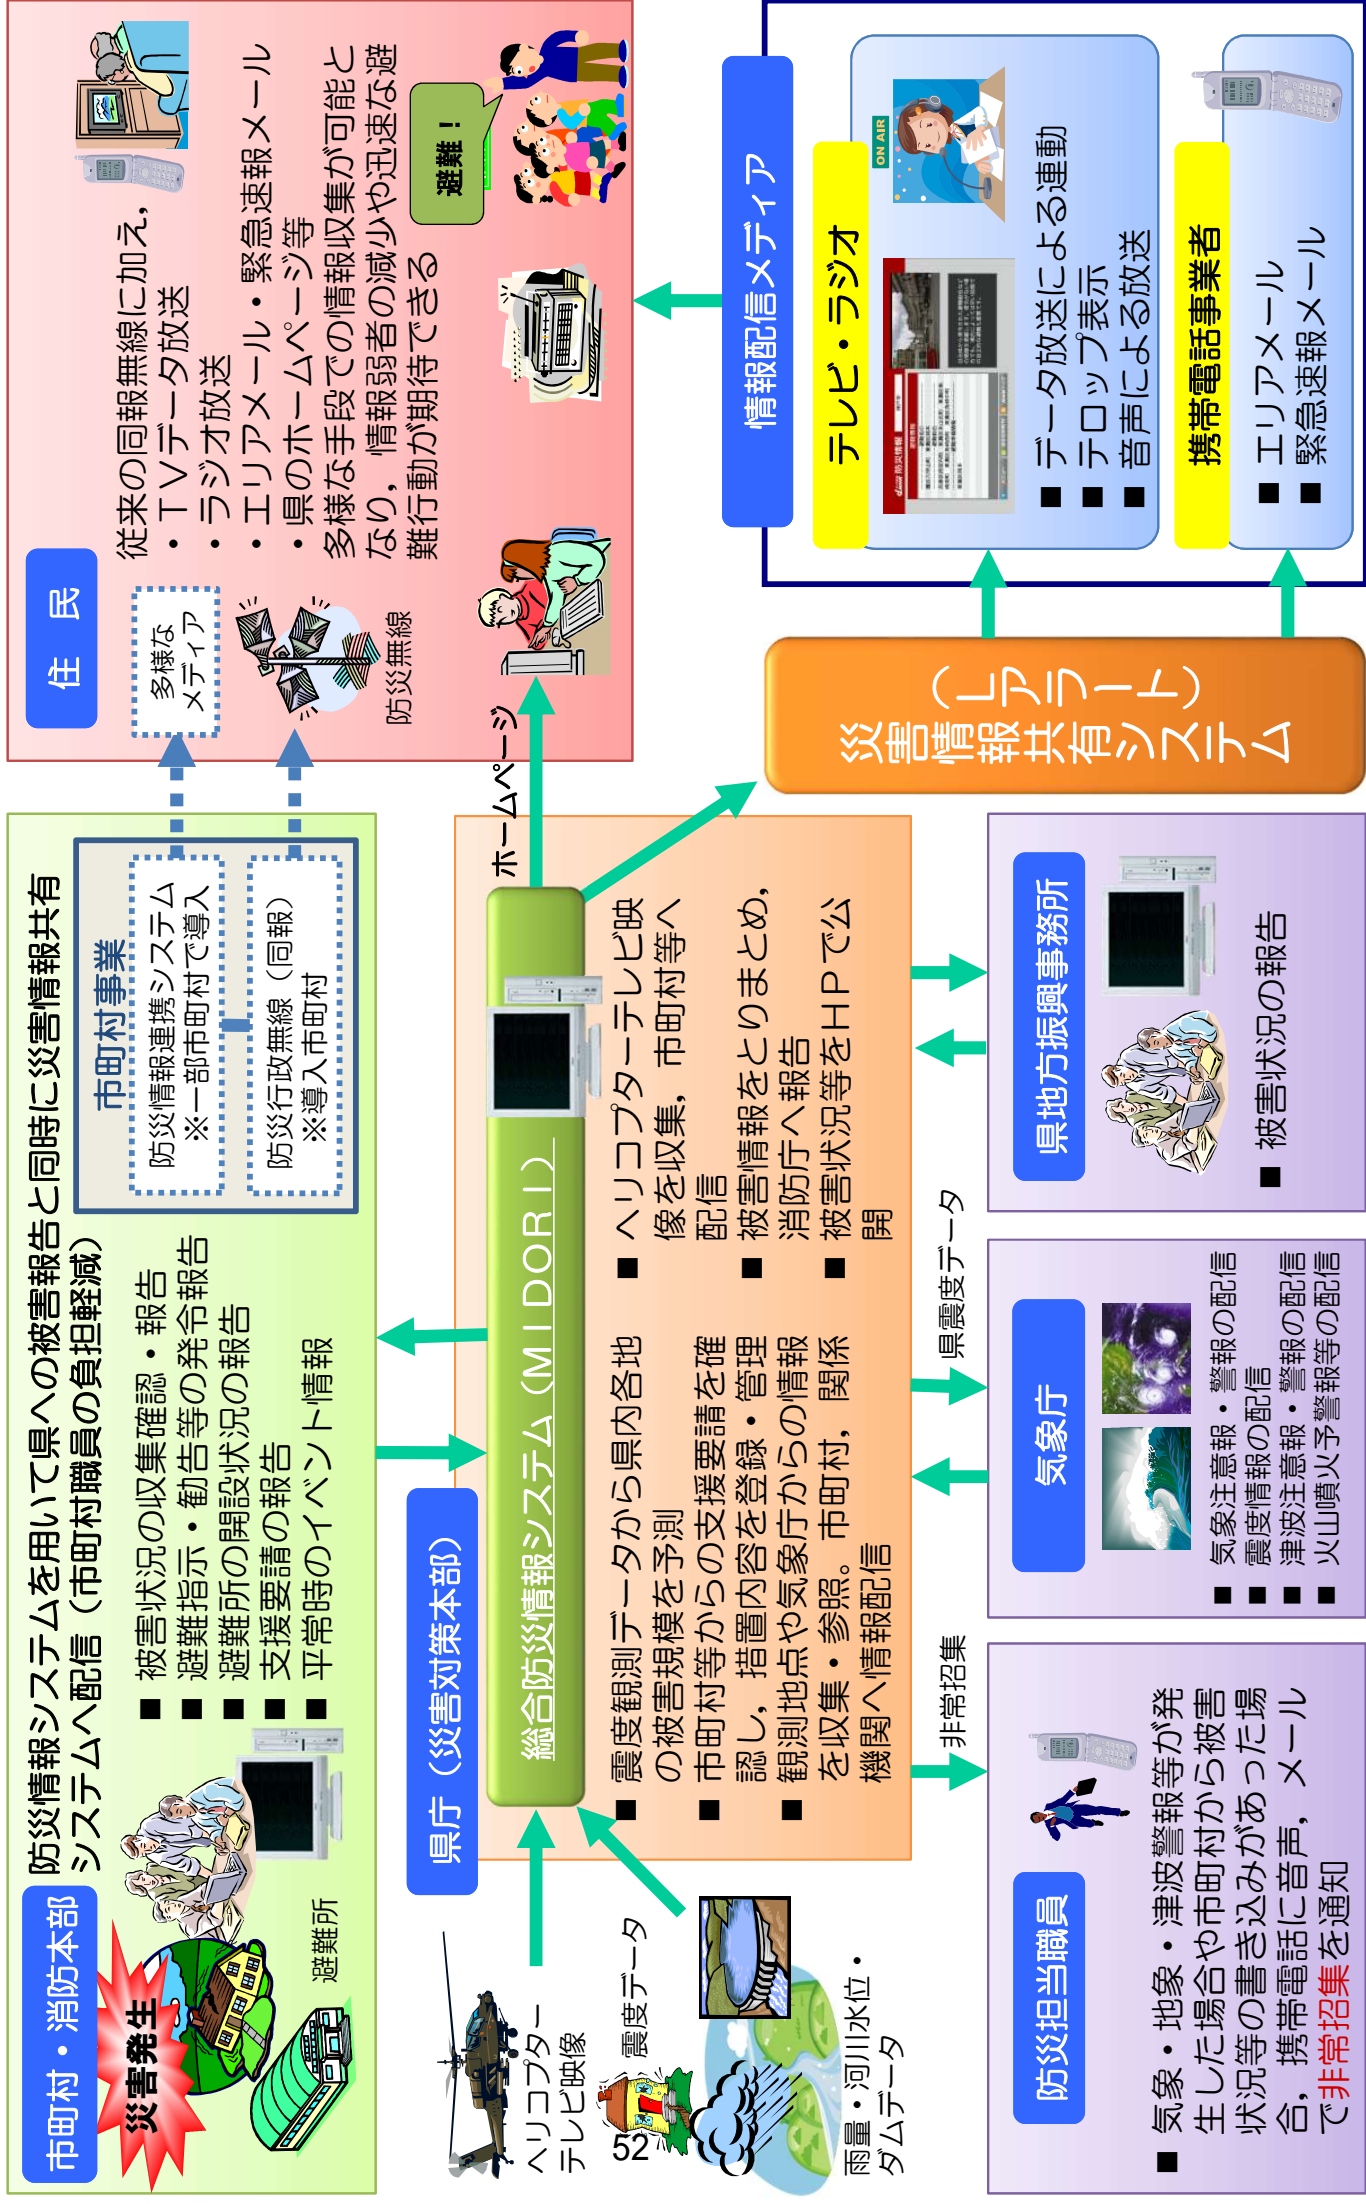 市町村・消防本部
災害発生
避難所
防災情報システムを用いて県への被害報告と同時に災害情報共有
システムへ配信（市町村職員の負担軽減）
■ 被害状況の収集確認・報告
■ 避難指示・勧告等の発令報告
■ 避難所の開設状況の報告
■ 支援要請の報告
■ 平常時のイベント情報
市町村事業
防災情報連携システム
※一部市町村で導入
防災行政無線（同報）
※導入市町村
住　民
多様な
メディア
防災無線
従来の同報無線に加え，
・ＴＶデータ放送
・ラジオ放送
・エリアメール・緊急速報メール
・県のホームページ等
多様な手段での情報収集が可能と
なり，情報弱者の減少や迅速な避
難行動が期待できる
避難！
ヘリコプター
テレビ映像
震度データ
52
雨量・河川水位・
ダムデータ
県庁（災害対策本部）
総合防災情報システム（ＭＩＤＯＲＩ）
ホームページ
■ 震度観測データから県内各地
の被害規模を予測
■ 市町村等からの支援要請を確
認し，措置内容を登録・管理
■ 観測地点や気象庁からの情報
を収集・参照。市町村，関係
機関へ情報配信
■ ヘリコプターテレビ映
像を収集，市町村等へ
配信
■ 被害情報をとりまとめ，
消防庁へ報告
■ 被害状況等をＨＰで公
開
（Ｌアラート）
災害情報共有システム
情報配信メディア
テレビ・ラジオ
防災情報
ON AIR
■ データ放送による連動
■ テロップ表示
■ 音声による放送
携帯電話事業者
■ エリアメール
■ 緊急速報メール
非常招集
県震度データ
防災担当職員
■ 気象・地象・津波警報等が発
生した場合や市町村から被害
状況等の書き込みがあった場
合，携帯電話に音声，メール
で非常招集を通知
気象庁
■ 気象注意報・警報の配信
■ 震度情報の配信
■ 津波注意報・警報の配信
■ 火山噴火予警報等の配信
県地方振興事務所
■ 被害状況の報告